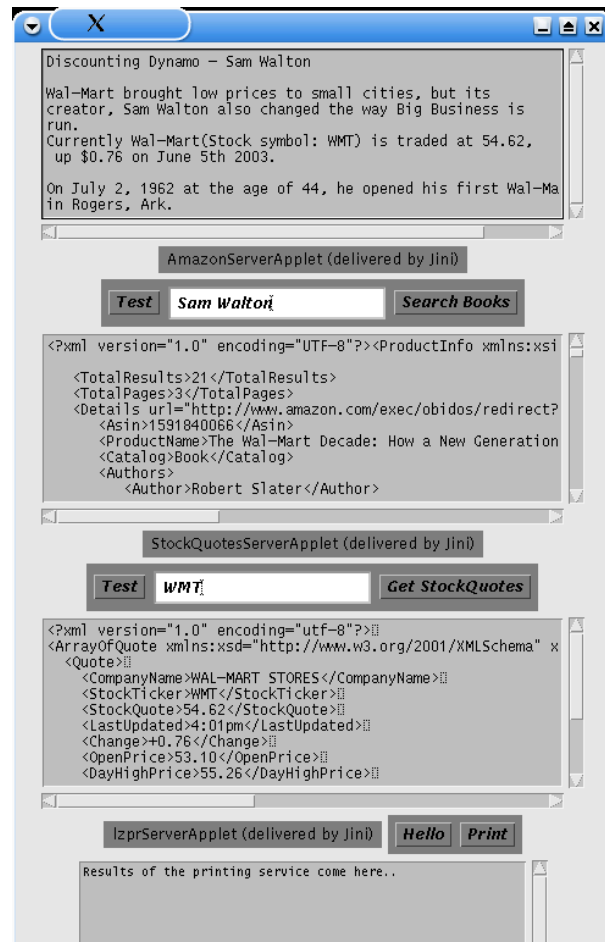 X
Discounting Dynamo – Sam Walton
Wal–Mart brought low prices to small cities, but its
creator, Sam Walton also changed the way Big Business is
run.
Currently Wal–Mart(Stock symbol: WMT) is traded at 54.62,
up $0.76 on June 5th 2003.
On July 2, 1962 at the age of 44, he opened his first Wal–Ma
in Rogers, Ark.
AmazonServerApplet (delivered by Jini)
Test Sam Walton Search Books
<?xml version="1.0" encoding="UTF–8"?><ProductInfo xmlns:xsi
<TotalResults>21</TotalResults>
<TotalPages>3</TotalPages>
<Details url="http://www.amazon.com/exec/obidos/redirect?
<Asin>1591840066</Asin>
<ProductName>The Wal–Mart Decade: How a New Generation
<Catalog>Book</Catalog>
<Authors>
<Author>Robert Slater</Author>
StockQuotesServerApplet (delivered by Jini)
Test WMT Get StockQuotes
<?xml version="1.0" encoding="utf–8"?>▯
<ArrayOfQuote xmlns:xsd="http://www.w3.org/2001/XMLSchema" x
<Quote>▯
<CompanyName>WAL–MART STORES</CompanyName>▯
<StockTicker>WMT</StockTicker>▯
<StockQuote>54.62</StockQuote>▯
<LastUpdated>4:01pm</LastUpdated>▯
<Change>+0.76</Change>▯
<OpenPrice>53.10</OpenPrice>▯
<DayHighPrice>55.26</DayHighPrice>▯
IzprServerApplet (delivered by Jini) Hello Print
Results of the printing service come here..